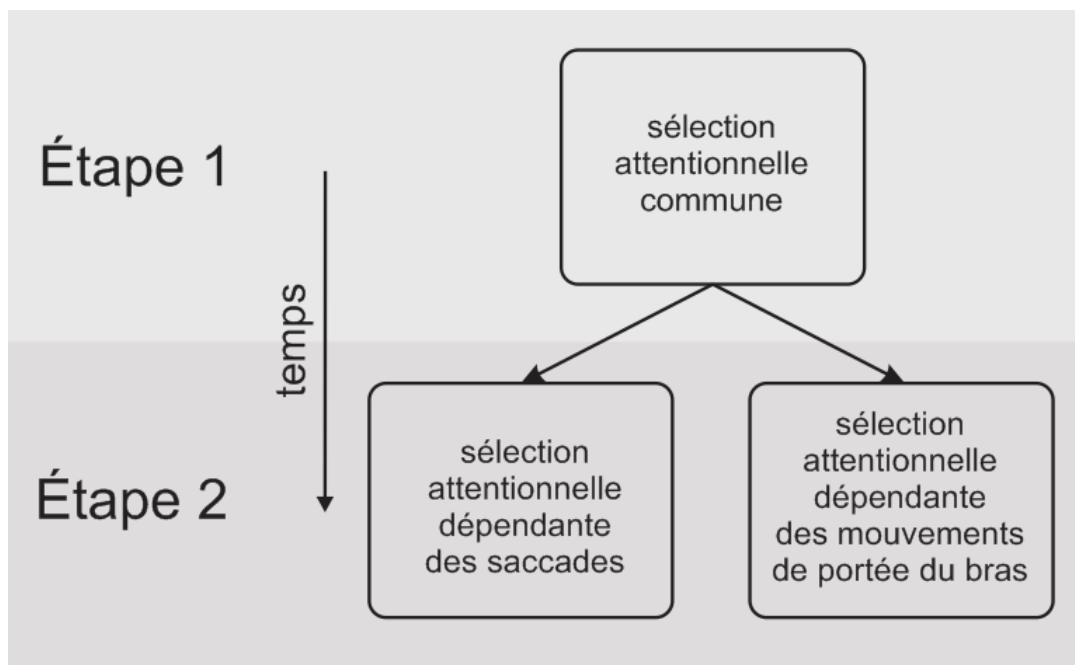 Étape 1
sélection
attentionnelle
commune
temps
Étape 2
sélection
attentionnelle
dépendante
des saccades
sélection
attentionnelle
dépendante
des mouvements
de portée du bras